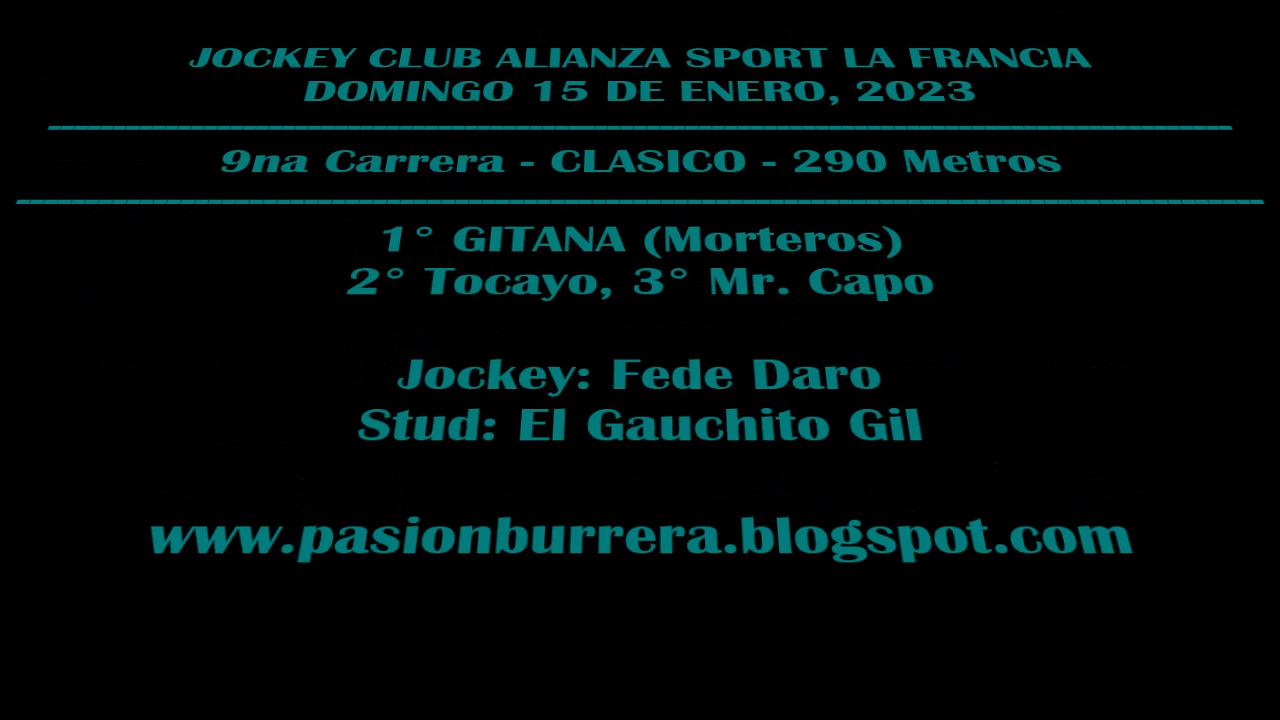 JOCKEY CLUB ALIANZA SPORT LA FRANCIA
DOMINGO 15 DE ENERO, 2023
9na Carrera - CLASICO - 290 Metros
1° GITANA (Morteros)
2° Tocayo, 3° Mr. Capo
Jockey: Fede Daro
Stud: El Gauchito Gil
www.pasionburrera.blogspot.com